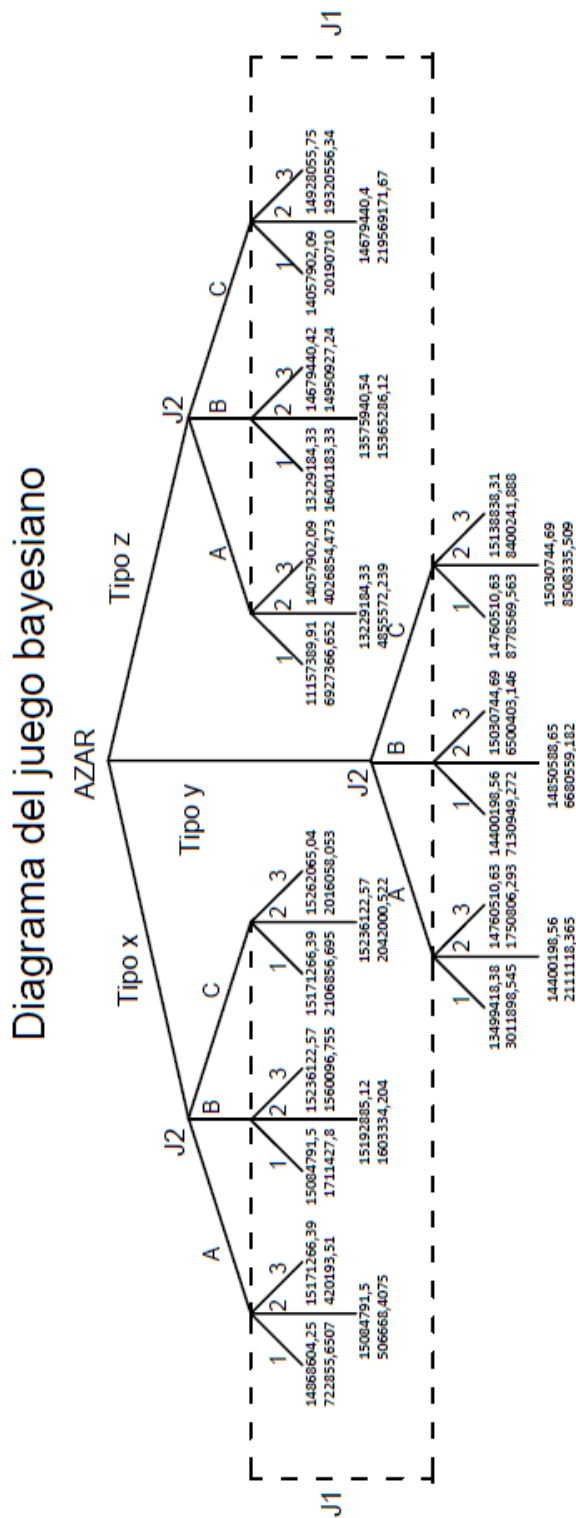 Diagrama del juego bayesiano
AZAR
Tipo x
Tipo y
Tipo z
J2
A
B
C
1 2 3
14868604,25
722855,6507
15084791,5
506668,4075
15171266,39
420193,51
1 2 3
15084791,5
1711427,8
15192885,12
1603334,204
15236122,57
1560096,755
1 2 3
15171266,39
2106856,695
15236122,57
2042000,522
15262065,04
2016058,053
J2
A
B
C
1 2 3
13499418,38
3011898,545
14400198,56
2111118,365
14760510,63
1750806,293
1 2 3
14400198,56
7130949,272
14850588,65
6680559,182
15030744,69
6500403,146
1 2 3
14760510,63
8778569,563
15030744,69
8508335,509
15138838,31
8400241,888
J2
A
B
C
1 2 3
11157389,91
6927366,652
13229184,33
4855572,239
14057902,09
4026854,473
1 2 3
13229184,33
16401183,33
13575940,54
15365286,12
14679440,42
14950927,24
1 2 3
14057902,09
20190710
14679440,4
219569171,67
14928055,75
19320556,34
J1
J1